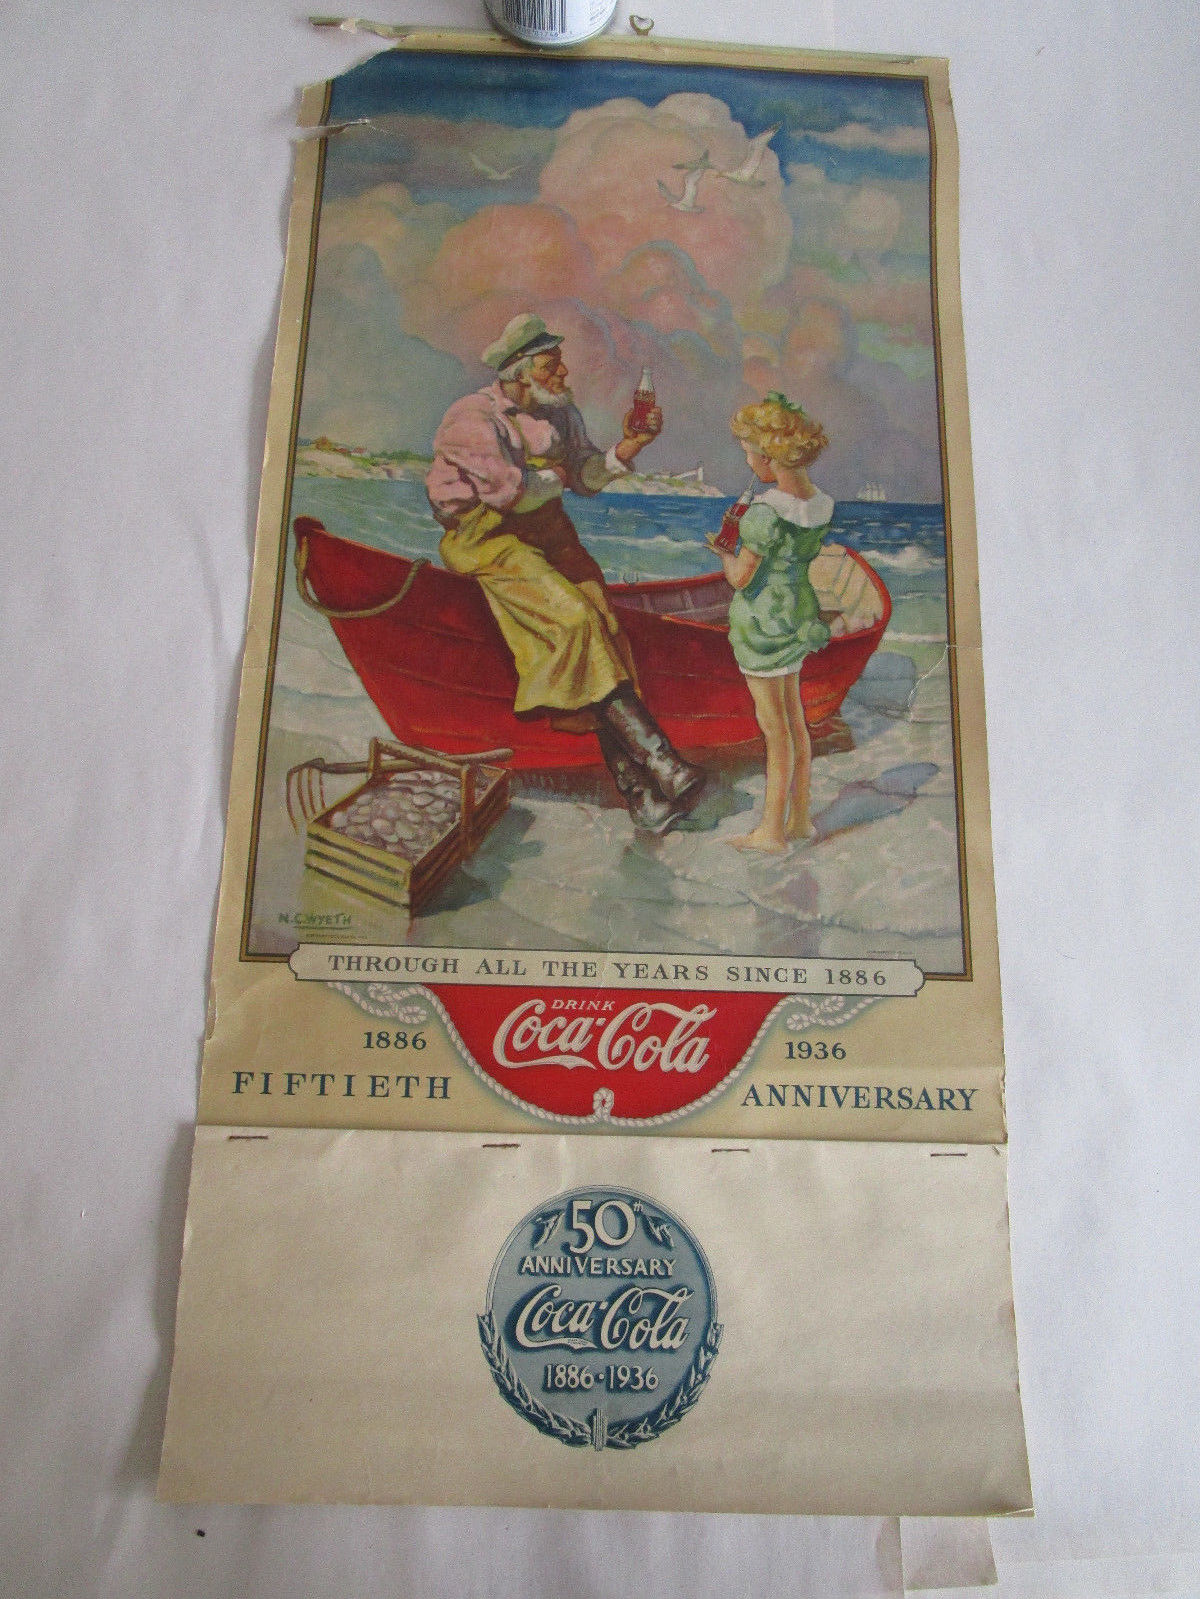 N.C.WYETH
THROUGH ALL THE YEARS SINCE 1886
DRINK
Coca-Cola
1886
1936
FIFTIETH
ANNIVERSARY
50th
ANNIVERSARY
Coca-Cola
1886·1936